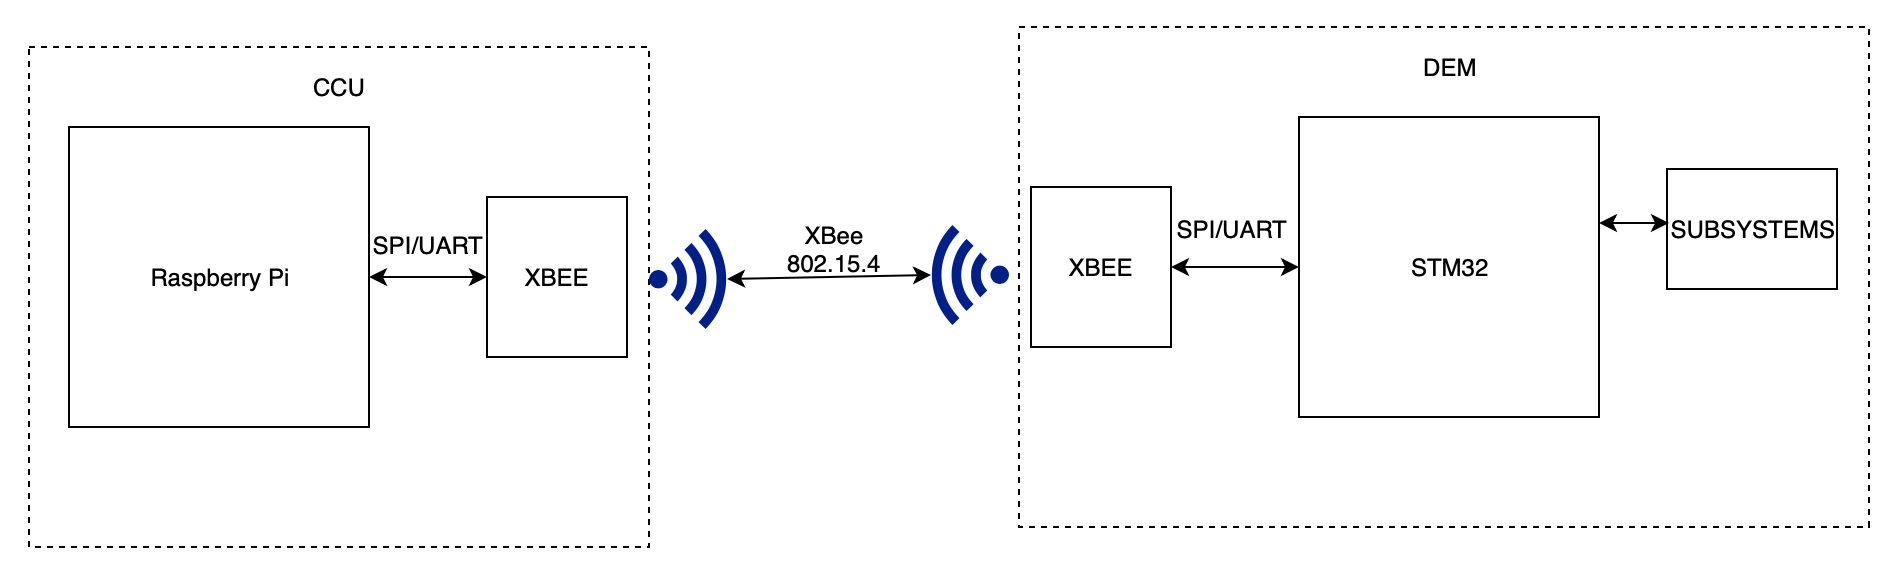 CCU
Raspberry Pi
SPI/UART
XBEE
XBee
802.15.4
DEM
XBEE
SPI/UART
STM32
SUBSYSTEMS